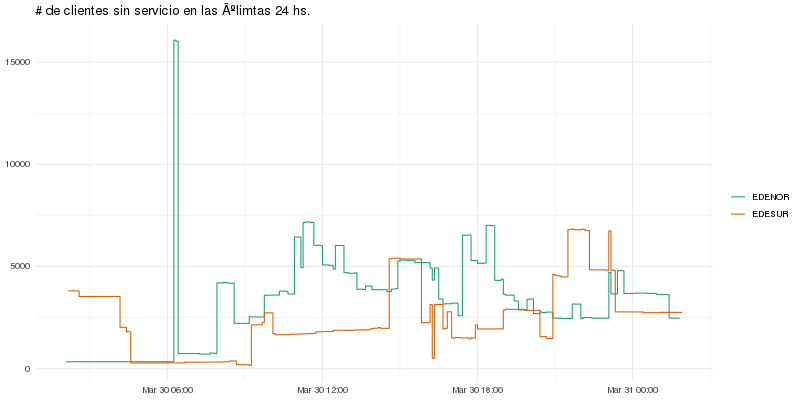 # de clientes sin servicio en las Ãºlimtas 24 hs.
15000
10000
5000
0
Mar 30 06:00
Mar 30 12:00
Mar 30 18:00
Mar 31 00:00
EDENOR
EDESUR